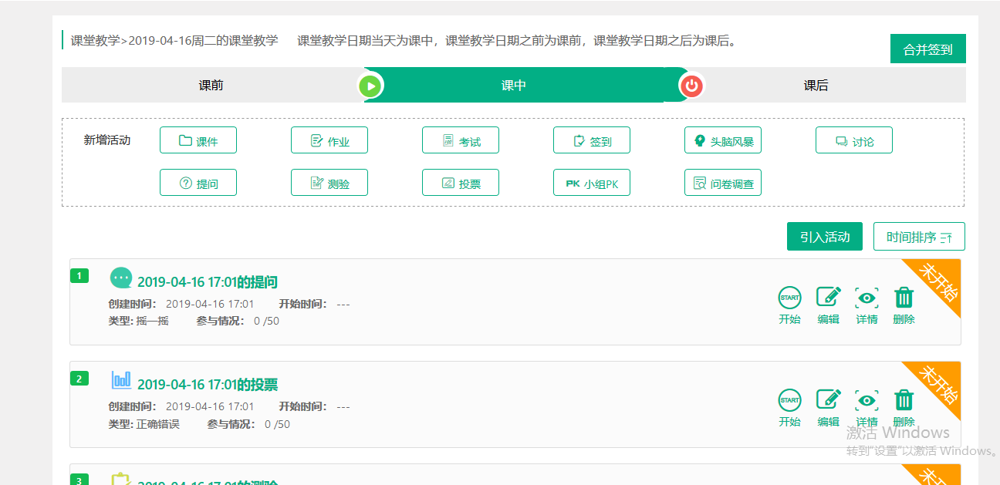 课堂教学>2019-04-16周二的课堂教学 课堂教学日期当天为课中，课堂教学日期之前为课前，课堂教学日期之后为课后。
合并签到
课前 课中 课后
新增活动 课件 作业 考试 签到 头脑风暴 讨论
提问 测验 投票 PK 小组PK 问卷调查
引入活动 时间排序
1 2019-04-16 17:01的提问 未开始
创建时间： 2019-04-16 17:01 开始时间： ---
类型: 摇一摇 参与情况： 0 /50
START
开始 编辑 详情 删除
2 2019-04-16 17:01的投票 未开始
创建时间： 2019-04-16 17:01 开始时间： ---
类型: 正确错误 参与情况： 0 /50
START
开始 编辑 详情 删除
激活 Windows
转到"设置"以激活 Windows。
3 2019-04-16 17:01的测验 未开始